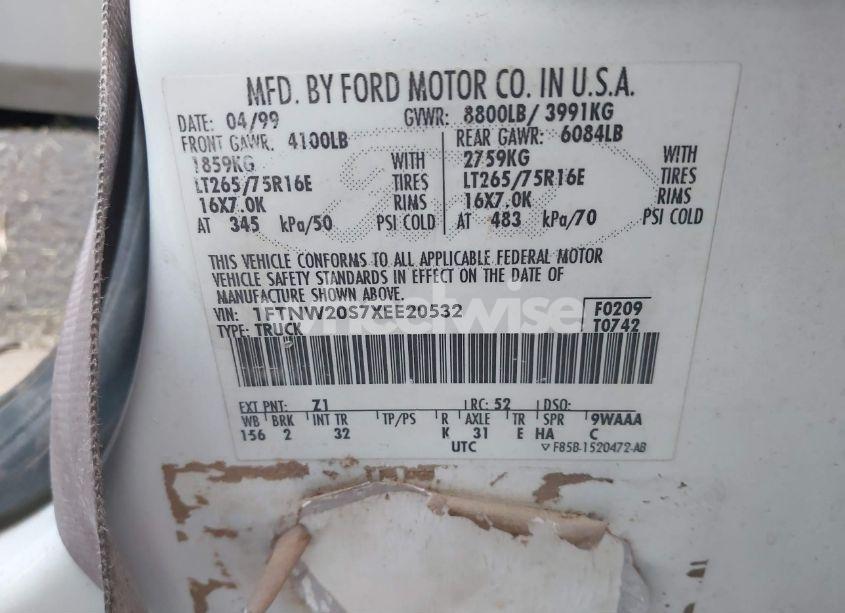 MFD. BY FORD MOTOR CO. IN U.S.A.
DATE: 04/99 GVWR: 8800LB/ 3991KG
FRONT GAWR: 4100LB REAR GAWR: 6084LB
1859KG WITH 2759KG WITH
LT265/75R16E TIRES LT265/75R16E TIRES
16X7.0K RIMS 16X7.0K RIMS
AT 345 kPa/50 PSI COLD AT 483 kPa/70 PSI COLD
THIS VEHICLE CONFORMS TO ALL APPLICABLE FEDERAL MOTOR
VEHICLE SAFETY STANDARDS IN EFFECT ON THE DATE OF
MANUFACTURE SHOWN ABOVE.
VIN: 1FTNW20S7XEE20532 F0209
TYPE: TRUCK T0742
wheelwise
EXT PNT: Z1 RC: 52 DSO:
WB BRK INT TR TP/PS R AXLE TR SPR 9WAAA
156 2 32 K 31 E HA C
UTC ▽ F85B-1520472-AB